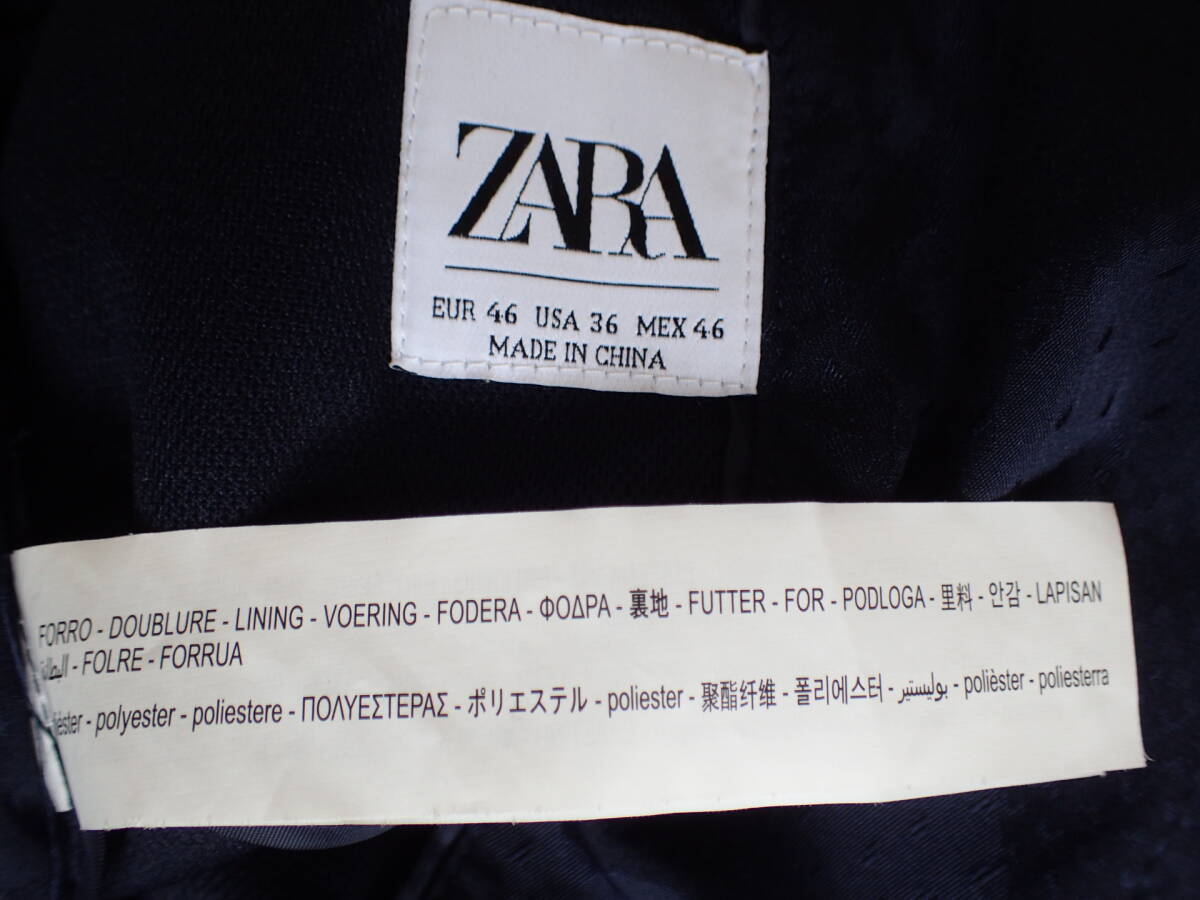 ZARA
EUR 46 USA 36 MEX 46
MADE IN CHINA
FORRO - DOUBLURE - LINING - VOERING - FODERA - ΦΟΔΡΑ - 裏地 - FUTTER - FOR - PODLOGA - 里料 - 안감 - LAPISAN
البطانة - FOLRE - FORRUA
- polyester - poliestere - ΠΟΛΥΕΣΤΕΡΑΣ - ポリエステル - poliester - 聚酯纤维 - 폴리에스터 - بوليستير - polièster - poliesterra